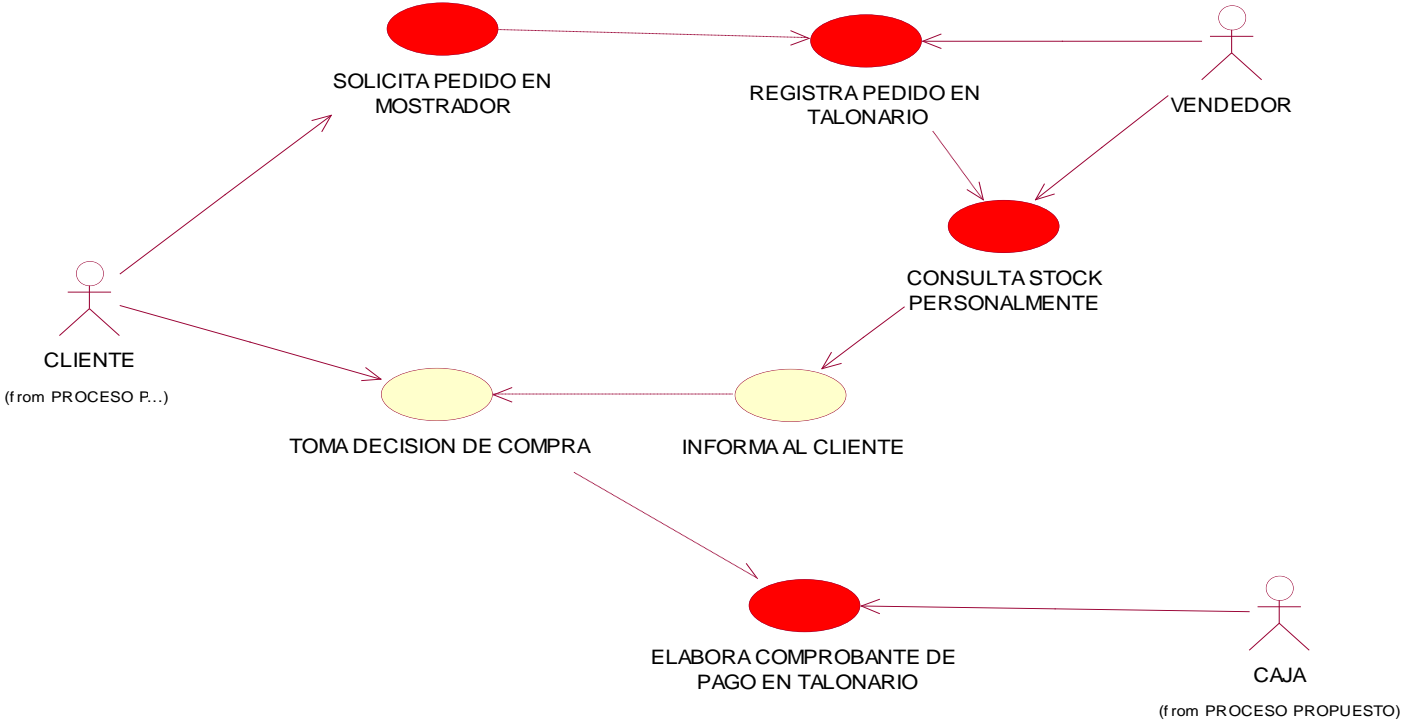 SOLICITA PEDIDO EN
MOSTRADOR
REGISTRA PEDIDO EN
TALONARIO
VENDEDOR
CONSULTA STOCK
PERSONALMENTE
CLIENTE
(from PROCESO P...)
TOMA DECISION DE COMPRA
INFORMA AL CLIENTE
ELABORA COMPROBANTE DE
PAGO EN TALONARIO
CAJA
(from PROCESO PROPUESTO)